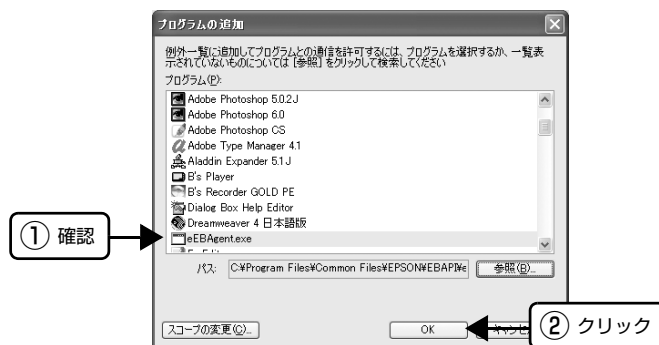 プログラムの追加
例外一覧に追加してプログラムとの通信を許可するには、プログラムを選択するか、一覧表
示されていないものについては [参照] をクリックして検索してください
プログラム(P):
Adobe Photoshop 5.0.2J
Adobe Photoshop 6.0
Adobe Photoshop CS
Adobe Type Manager 4.1
Aladdin Expander 5.1J
B's Player
B's Recorder GOLD PE
Dialog Box Help Editor
Dreamweaver 4 日本語版
eEBAgent.exe
① 確認
パス: C:¥Program Files¥Common Files¥EPSON¥EBAPI¥e 参照(B)...
スコープの変更(C)... OK
② クリック